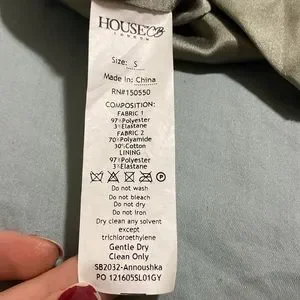 HOUSE OF CB
LONDON
Size: S
Made in: China
RN#150550
COMPOSITION:
FABRIC 1
97%Polyester
3%Elastane
FABRIC 2
70%Polyamide
30%Cotton
LINING
97%Polyester
3%Elastane
P
Do not wash
Do not bleach
Do not dry
Do not iron
Dry clean any solvent
except
trichloroethylene
Gentle Dry
Clean Only
SB2032-Annoushka
PO 121605SL01GY